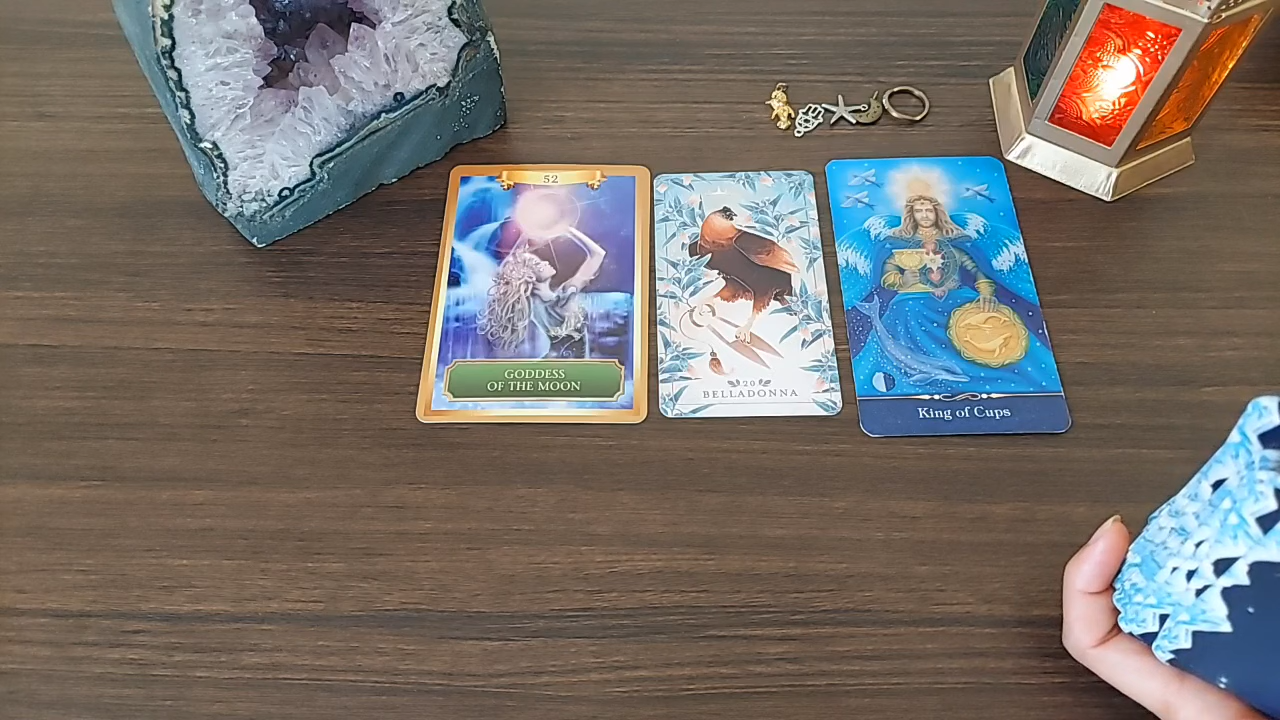 52
GODDESS
OF THE MOON
20
BELLADONNA
King of Cups